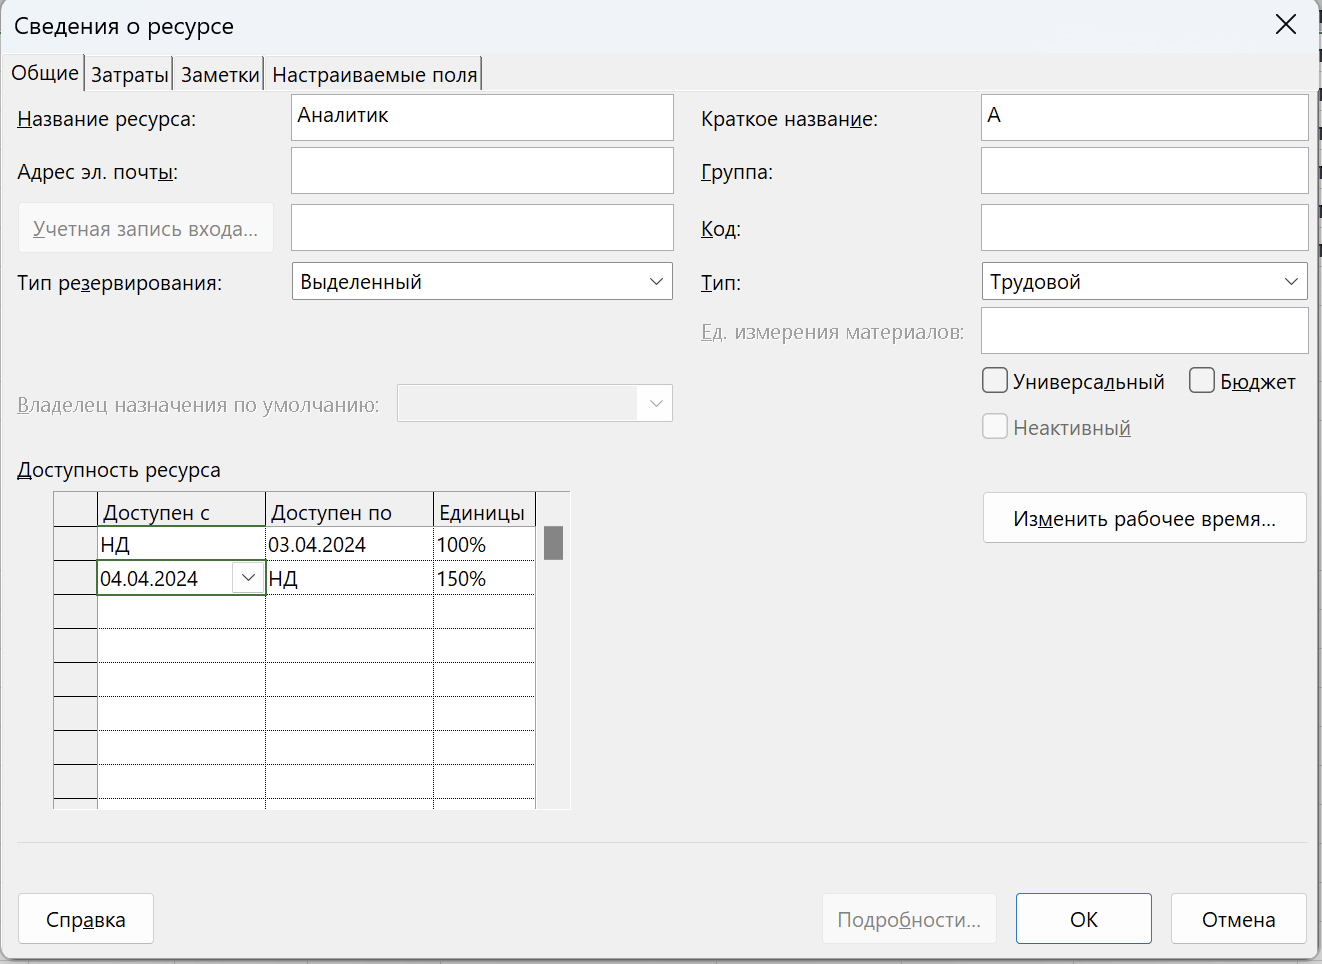 Сведения о ресурсе
Общие Затраты Заметки Настраиваемые поля
Название ресурса: Аналитик Краткое название: А
Адрес эл. почты: Группа:
Учетная запись входа... Код:
Тип резервирования: Выделенный Тип: Трудовой
Ед. измерения материалов:
Универсальный Бюджет
Владелец назначения по умолчанию:
Неактивный
Доступность ресурса
Доступен с Доступен по Единицы
Изменить рабочее время...
НД 03.04.2024 100%
04.04.2024 НД 150%
Справка Подробности... ОК Отмена